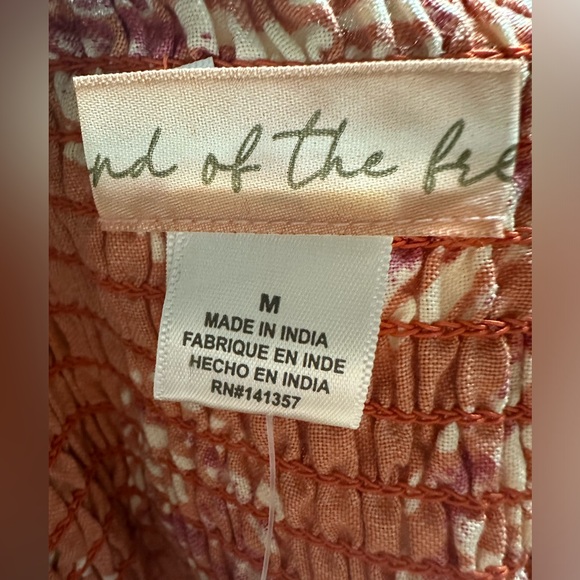 nd of the fre
M
MADE IN INDIA
FABRIQUE EN INDE
HECHO EN INDIA
RN#141357